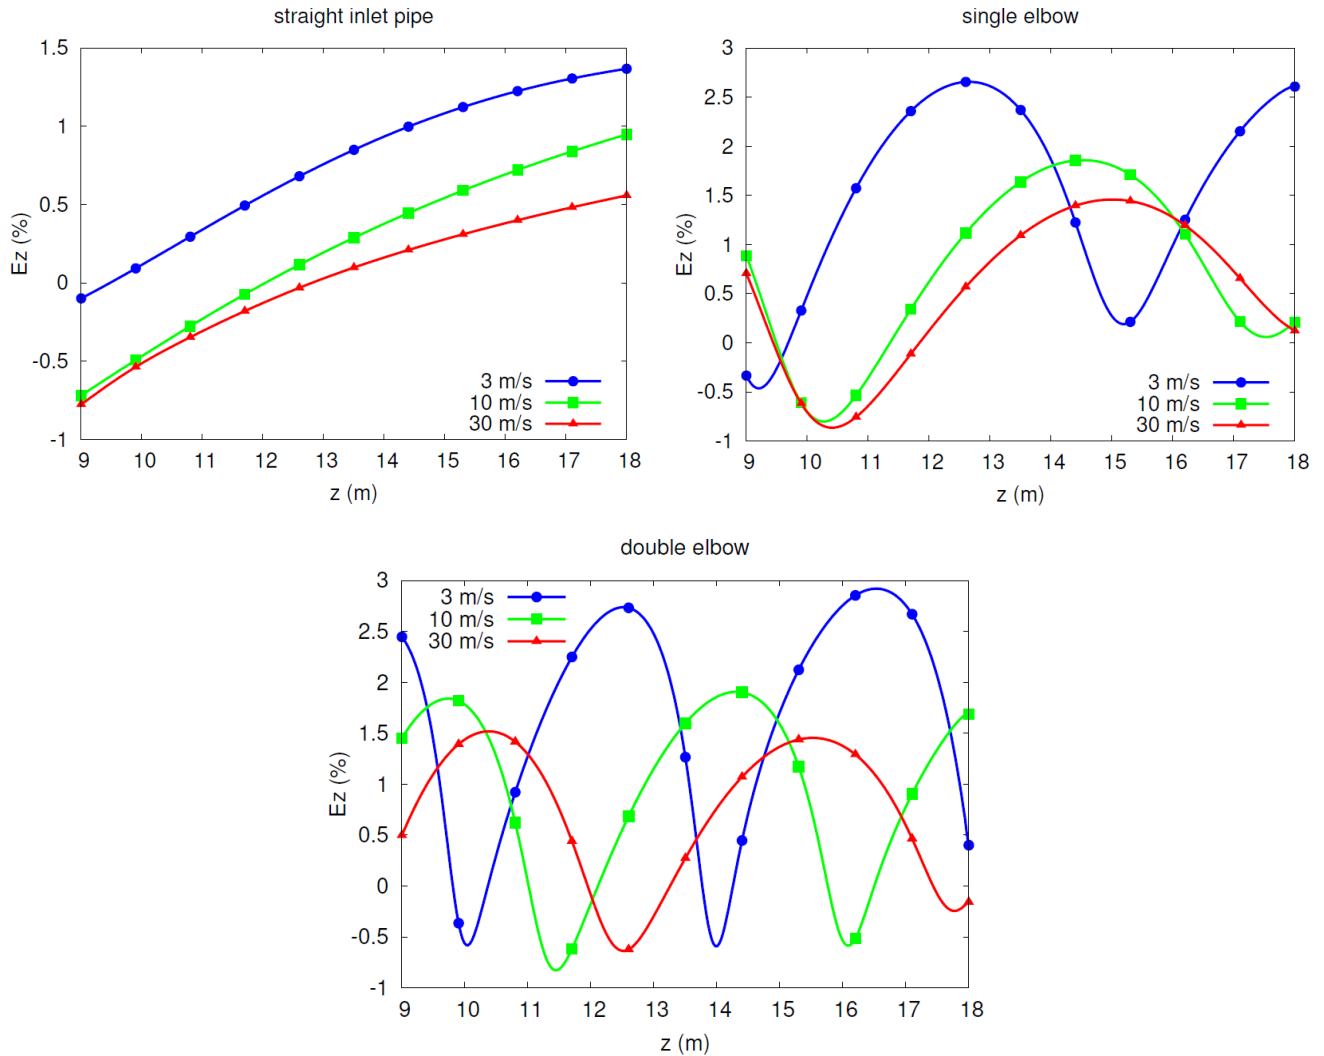 straight inlet pipe
1.5
1
0.5
0
-0.5
-1
Ez (%)
3 m/s
10 m/s
30 m/s
9 10 11 12 13 14 15 16 17 18
z (m)
single elbow
3
2.5
2
1.5
1
0.5
0
-0.5
-1
Ez (%)
3 m/s
10 m/s
30 m/s
9 10 11 12 13 14 15 16 17 18
z (m)
double elbow
3
2.5
2
1.5
1
0.5
0
-0.5
-1
Ez (%)
3 m/s
10 m/s
30 m/s
9 10 11 12 13 14 15 16 17 18
z (m)